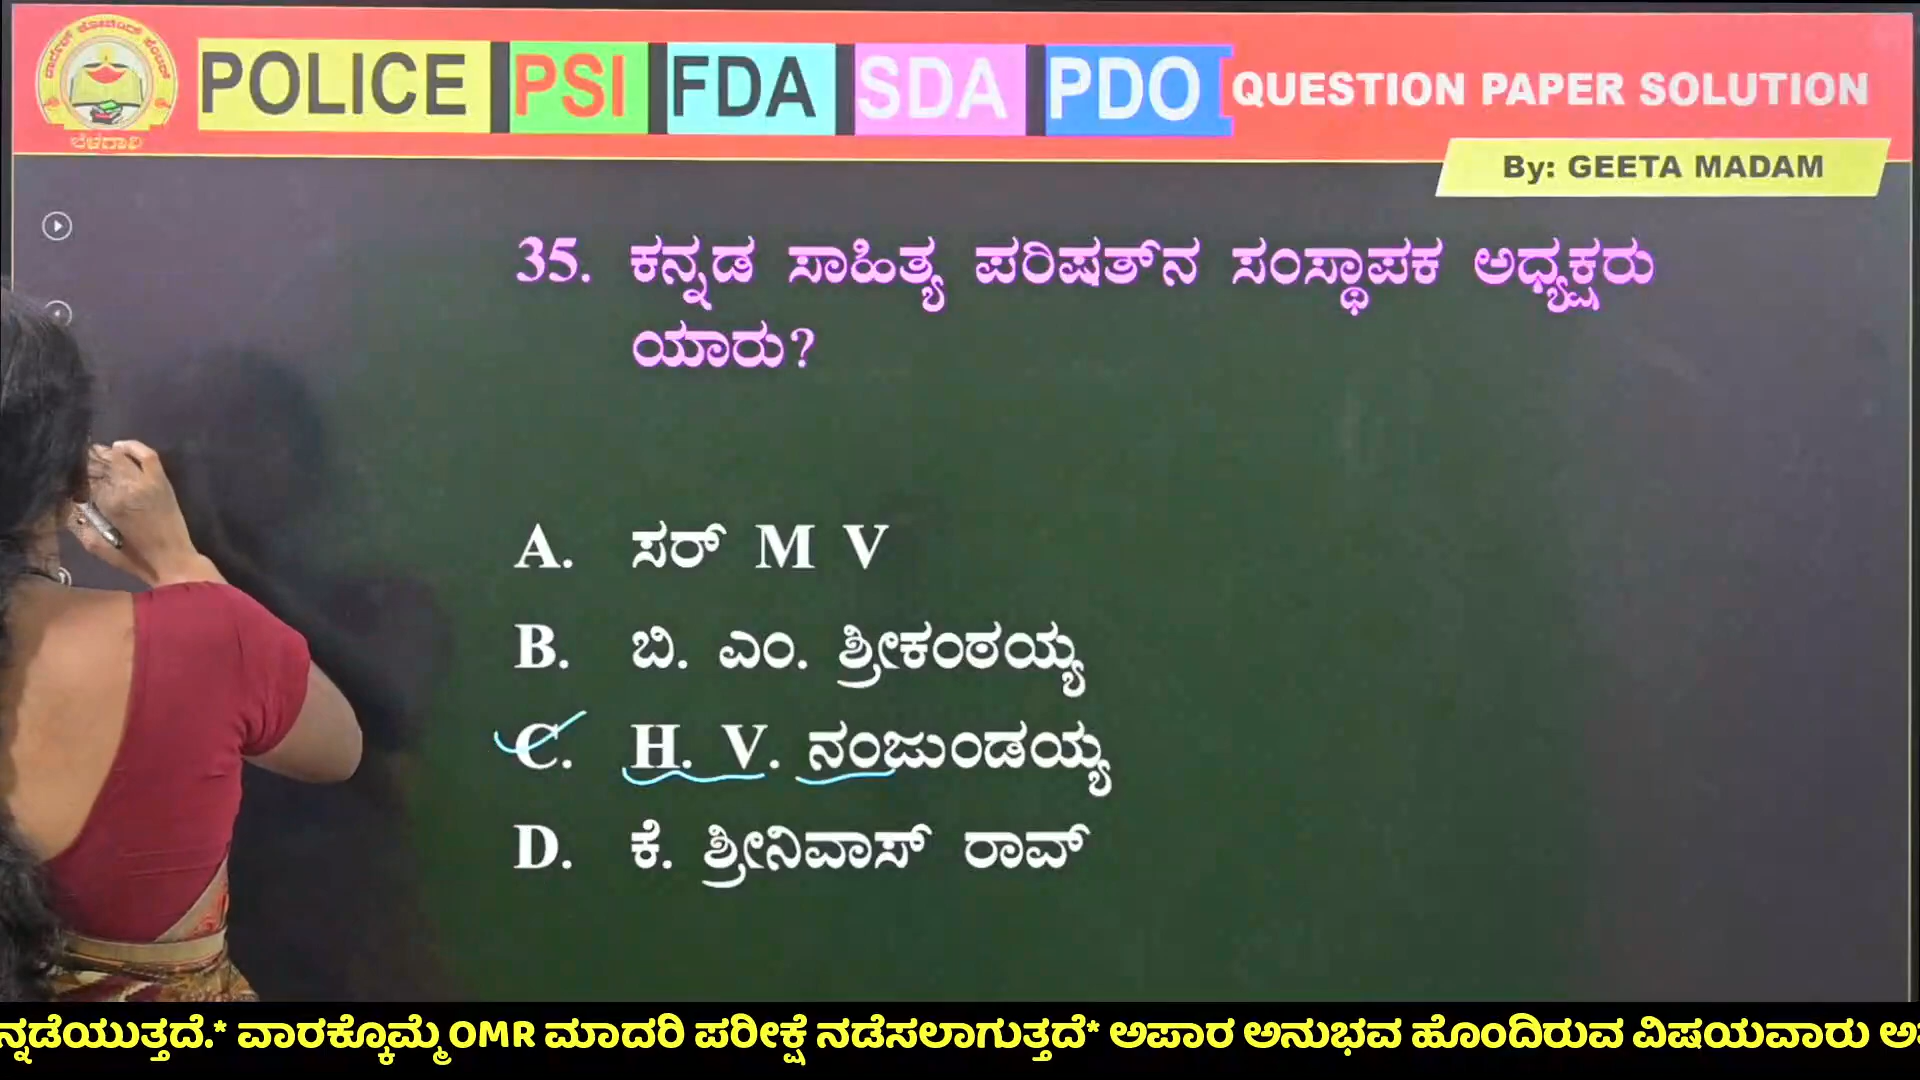 POLICE PSI FDA SDA PDO QUESTION PAPER SOLUTION
ಬೆಳಗಾವಿ
By: GEETA MADAM
35. ಕನ್ನಡ ಸಾಹಿತ್ಯ ಪರಿಷತ್‌ನ ಸಂಸ್ಥಾಪಕ ಅಧ್ಯಕ್ಷರು
ಯಾರು?
A. ಸರ್ M V
B. ಬಿ. ಎಂ. ಶ್ರೀಕಂಠಯ್ಯ
C. H. V. ನಂಜುಂಡಯ್ಯ
D. ಕೆ. ಶ್ರೀನಿವಾಸ್ ರಾವ್
ನ್ನಡೆಯುತ್ತದೆ.* ವಾರಕ್ಕೊಮ್ಮೆ OMR ಮಾದರಿ ಪರೀಕ್ಷೆ ನಡೆಸಲಾಗುತ್ತದೆ* ಅಪಾರ ಅನುಭವ ಹೊಂದಿರುವ ವಿಷಯವಾರು